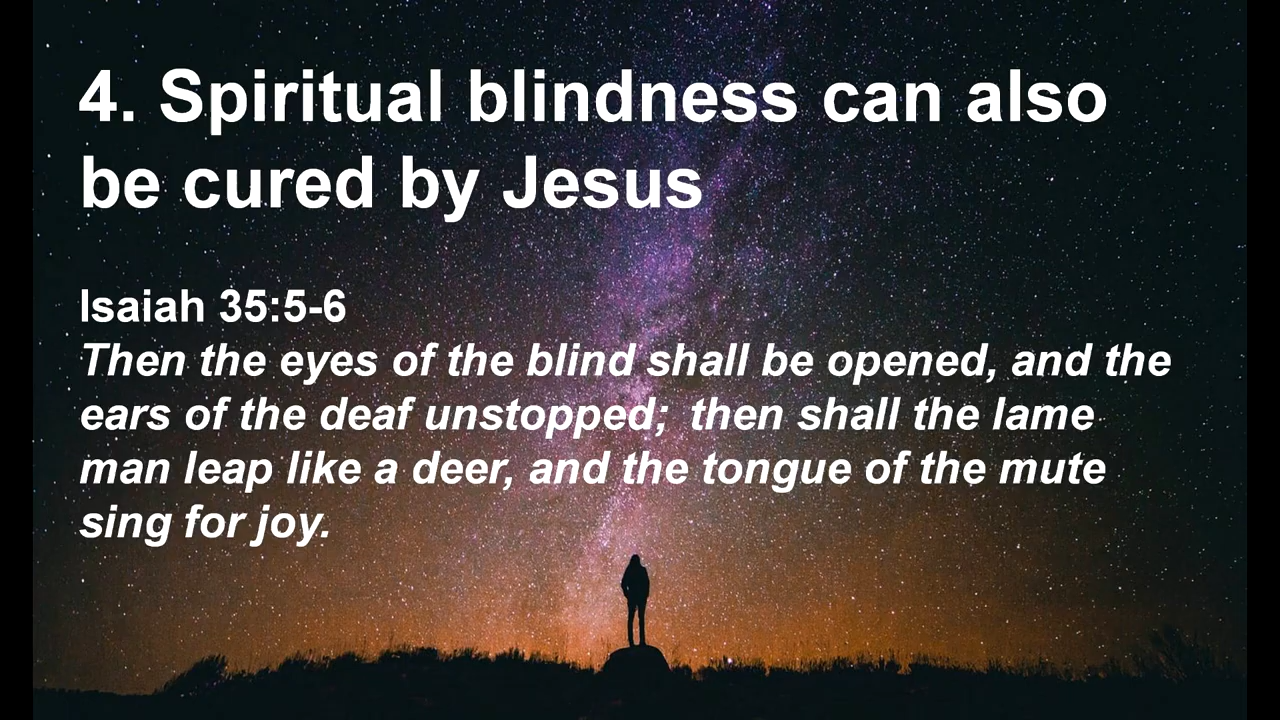 4. Spiritual blindness can also
be cured by Jesus
Isaiah 35:5-6
Then the eyes of the blind shall be opened, and the
ears of the deaf unstopped;  then shall the lame
man leap like a deer, and the tongue of the mute
sing for joy.